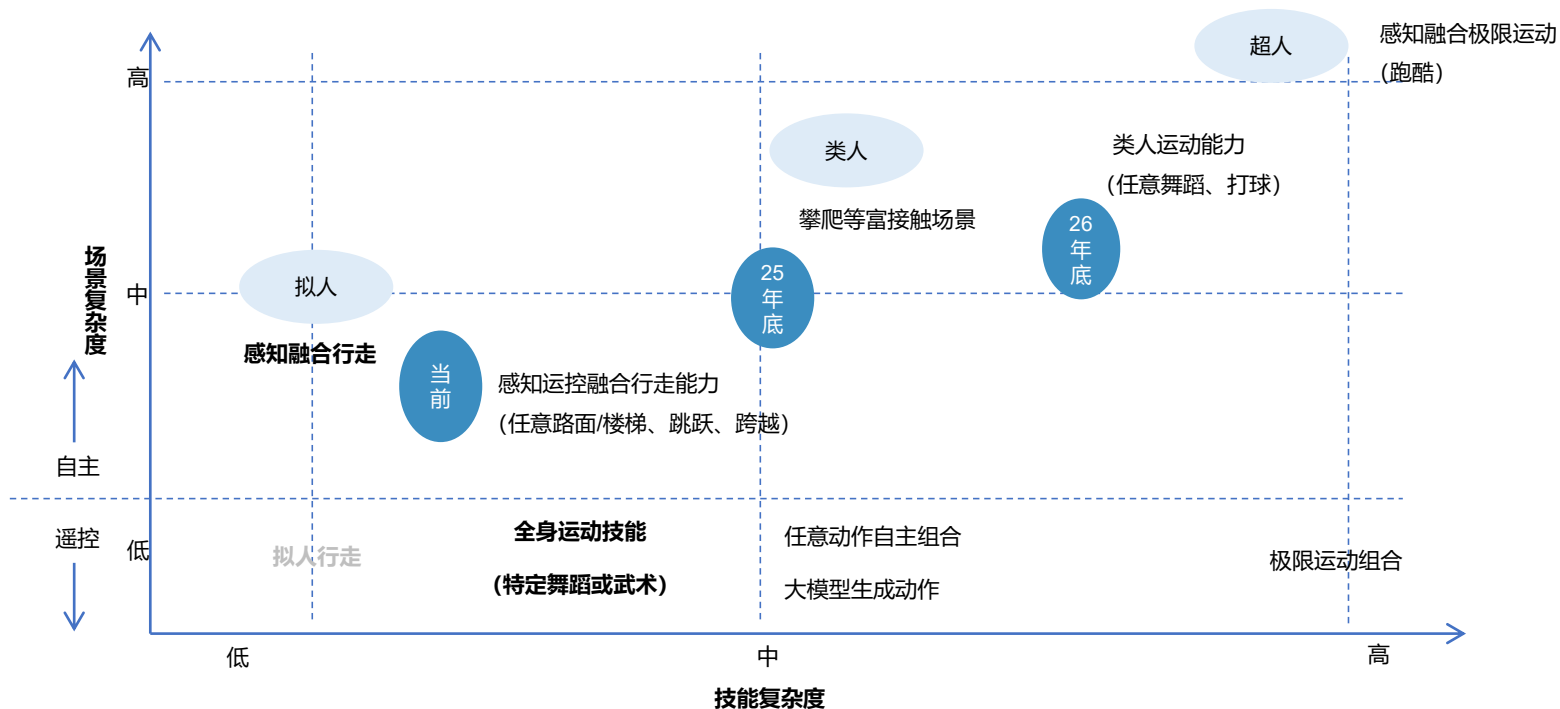 超人
感知融合极限运动
(跑酷)
高
类人
类人运动能力
(任意舞蹈、打球)
攀爬等富接触场景
26
年
底
场景复杂度
中
拟人
25
年
底
感知融合行走
当
前
感知运控融合行走能力
(任意路面/楼梯、跳跃、跨越)
自主
遥控
低
拟人行走
全身运动技能
(特定舞蹈或武术)
任意动作自主组合
大模型生成动作
极限运动组合
低
中
高
技能复杂度